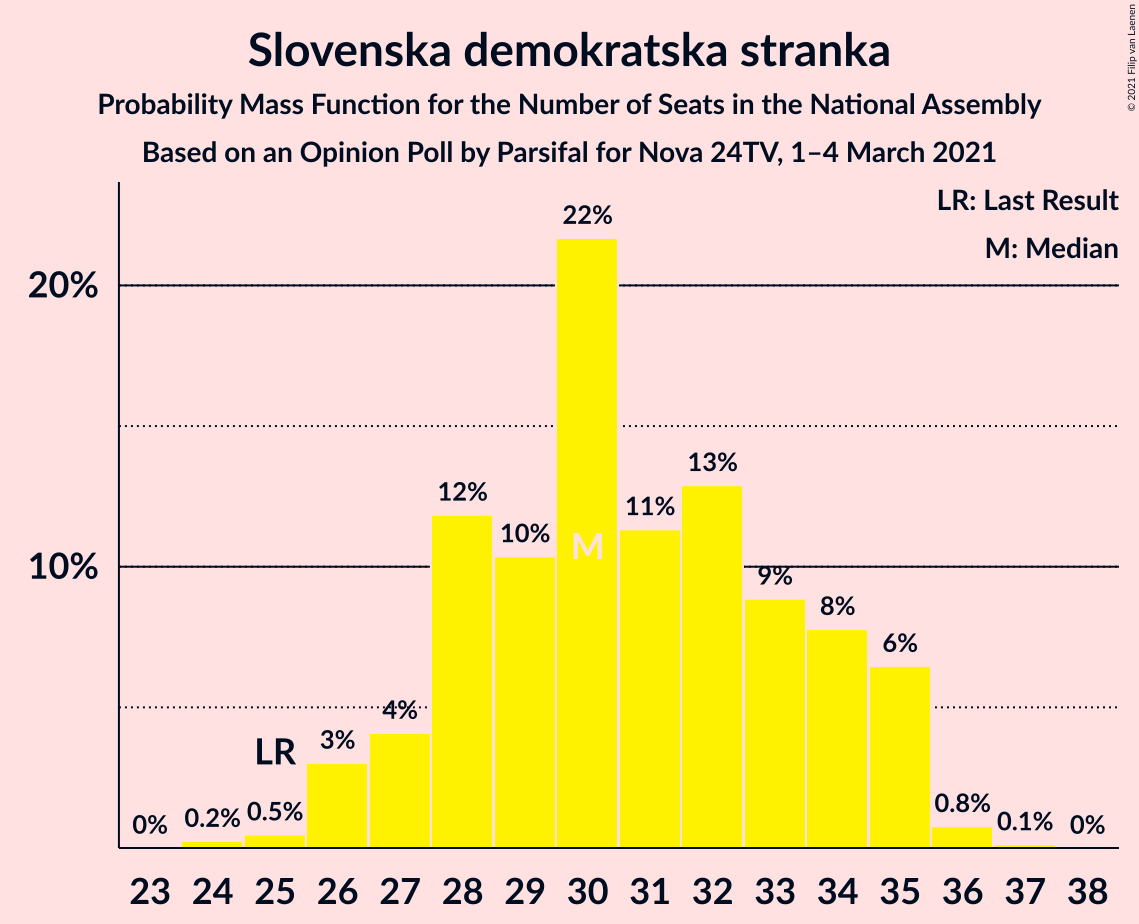 Slovenska demokratska stranka
Probability Mass Function for the Number of Seats in the National Assembly
Based on an Opinion Poll by Parsifal for Nova 24TV, 1–4 March 2021
© 2021 Filip van Laenen
LR: Last Result
M: Median
20%
10%
0%
0.2%
0.5%
LR
3%
4%
12%
10%
22%
M
11%
13%
9%
8%
6%
0.8%
0.1%
0%
23 24 25 26 27 28 29 30 31 32 33 34 35 36 37 38